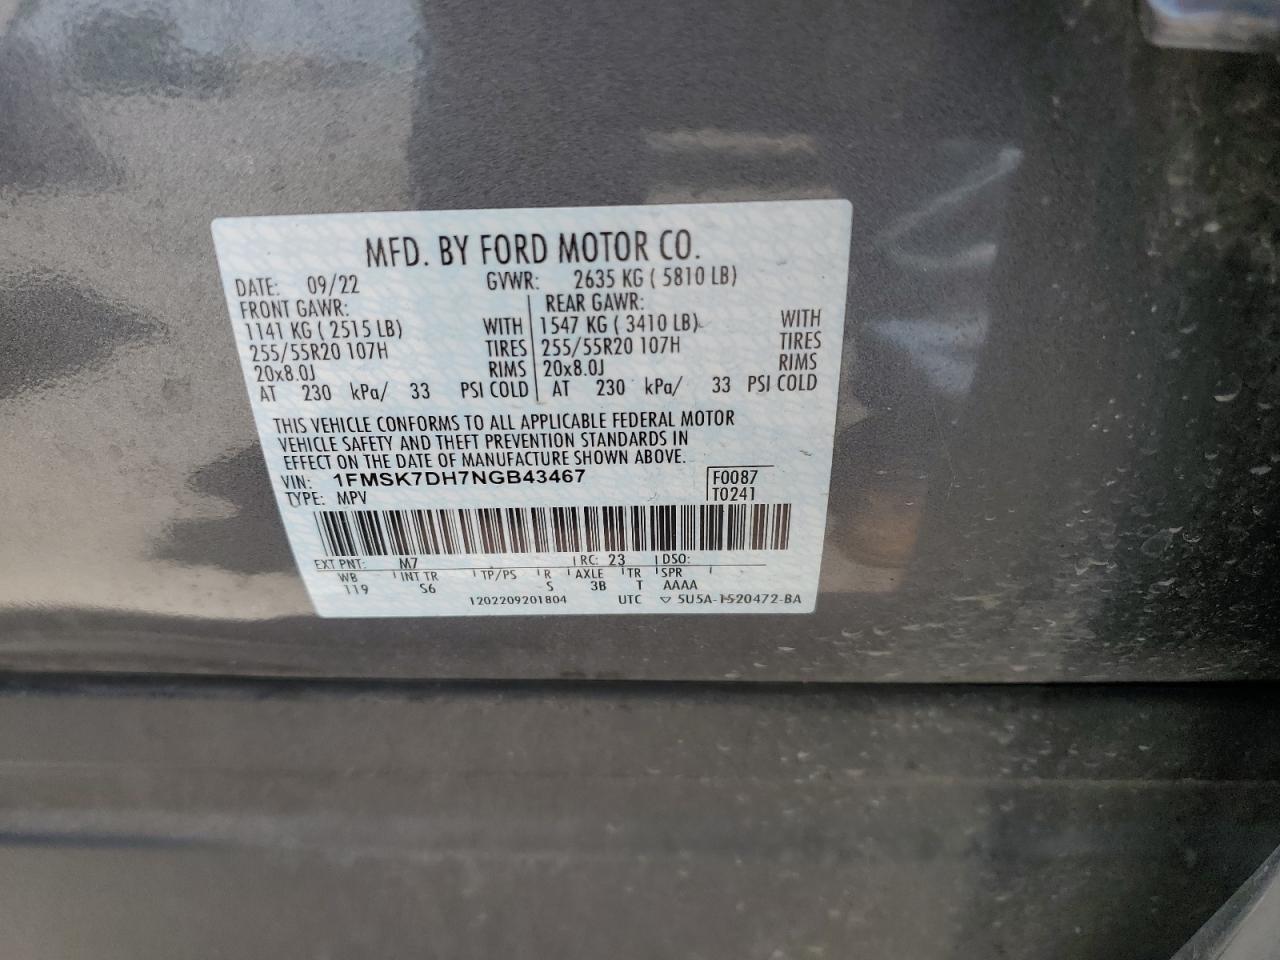 MFD. BY FORD MOTOR CO.
DATE: 09/22 GVWR: 2635 KG ( 5810 LB)
FRONT GAWR: REAR GAWR:
1141 KG ( 2515 LB) WITH 1547 KG ( 3410 LB) WITH
255/55R20 107H TIRES 255/55R20 107H TIRES
20x8.0J RIMS 20x8.0J RIMS
AT 230 kPa/ 33 PSI COLD AT 230 kPa/ 33 PSI COLD
THIS VEHICLE CONFORMS TO ALL APPLICABLE FEDERAL MOTOR
VEHICLE SAFETY AND THEFT PREVENTION STANDARDS IN
EFFECT ON THE DATE OF MANUFACTURE SHOWN ABOVE.
VIN: 1FMSK7DH7NGB43467 F0087
TYPE: MPV T0241
EXT PNT: M7 RC: 23 DSO:
WB INT TR TP/PS R AXLE TR SPR
119 S6 S 3B T AAAA
1202209201804 UTC ▽ 5U5A-1520472-BA